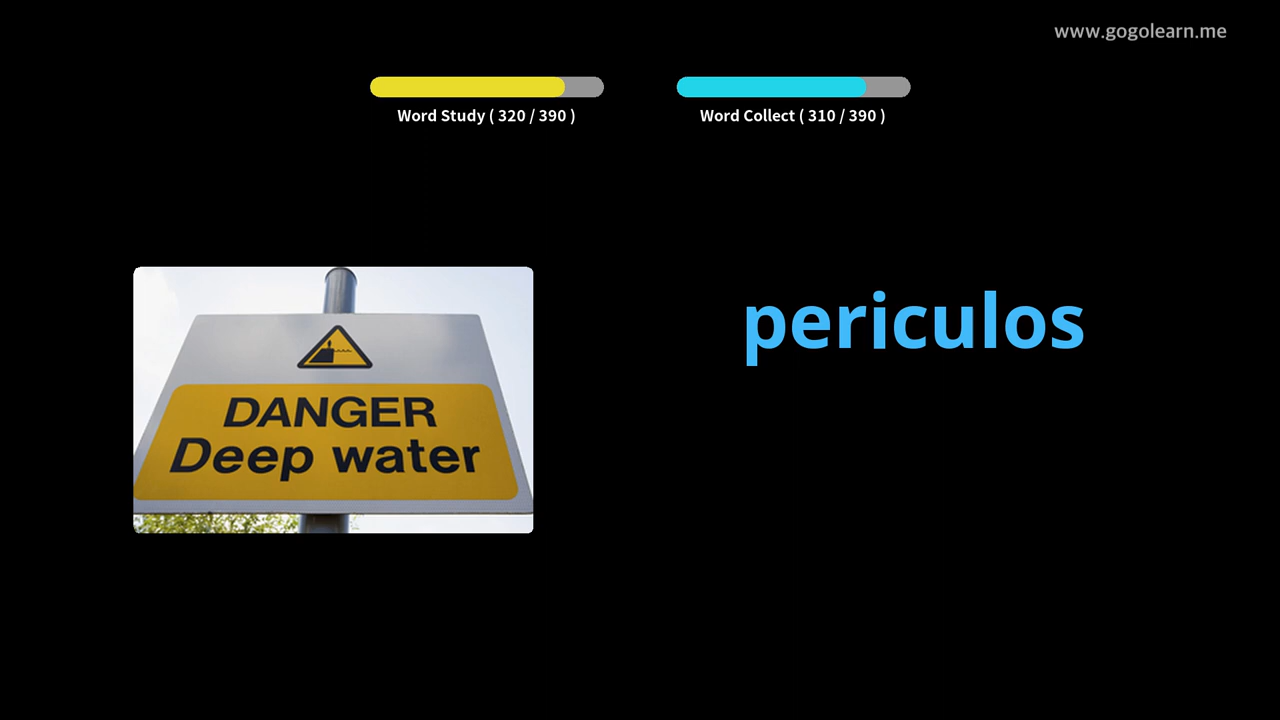 www.gogolearn.me
Word Study ( 320 / 390 )
Word Collect ( 310 / 390 )
periculos
DANGER
Deep water